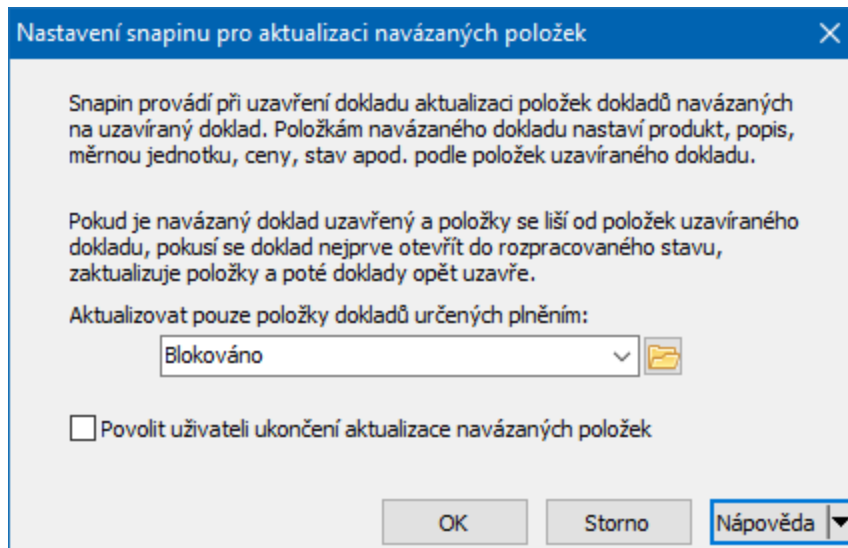 Nastavení snapinu pro aktualizaci navázaných položek
Snapin provádí při uzavření dokladu aktualizaci položek dokladů navázaných
na uzavíraný doklad. Položkám navázaného dokladu nastaví produkt, popis,
měrnou jednotku, ceny, stav apod. podle položek uzavíraného dokladu.
Pokud je navázaný doklad uzavřený a položky se liší od položek uzavíraného
dokladu, pokusí se doklad nejprve otevřít do rozpracovaného stavu,
zaktualizuje položky a poté doklady opět uzavře.
Aktualizovat pouze položky dokladů určených plněním:
Blokováno
Povolit uživateli ukončení aktualizace navázaných položek
OK Storno Nápověda